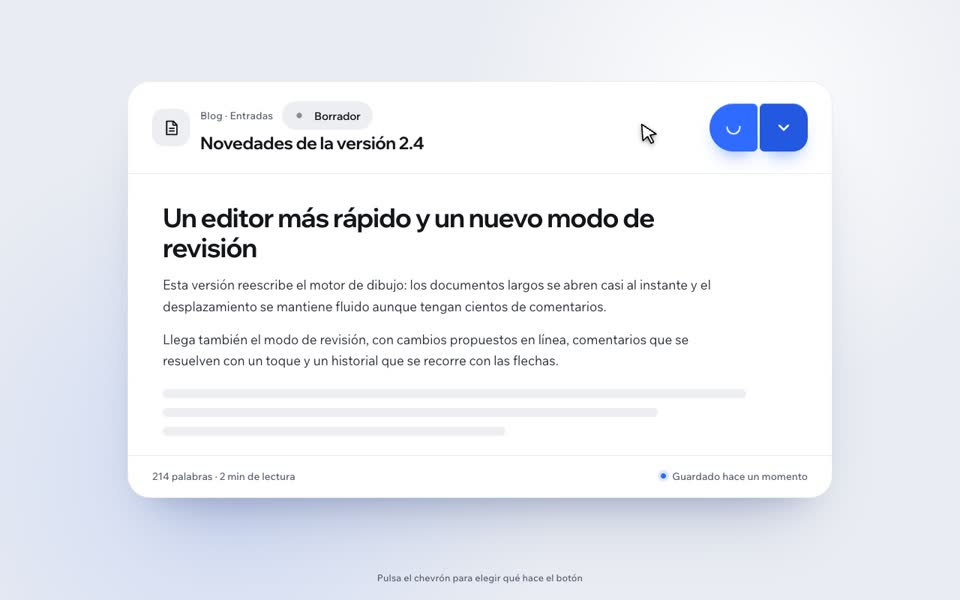 Blog · Entradas
Borrador
Novedades de la versión 2.4
Un editor más rápido y un nuevo modo de
revisión
Esta versión reescribe el motor de dibujo: los documentos largos se abren casi al instante y el
desplazamiento se mantiene fluido aunque tengan cientos de comentarios.
Llega también el modo de revisión, con cambios propuestos en línea, comentarios que se
resuelven con un toque y un historial que se recorre con las flechas.
214 palabras · 2 min de lectura
Guardado hace un momento
Pulsa el chevrón para elegir qué hace el botón